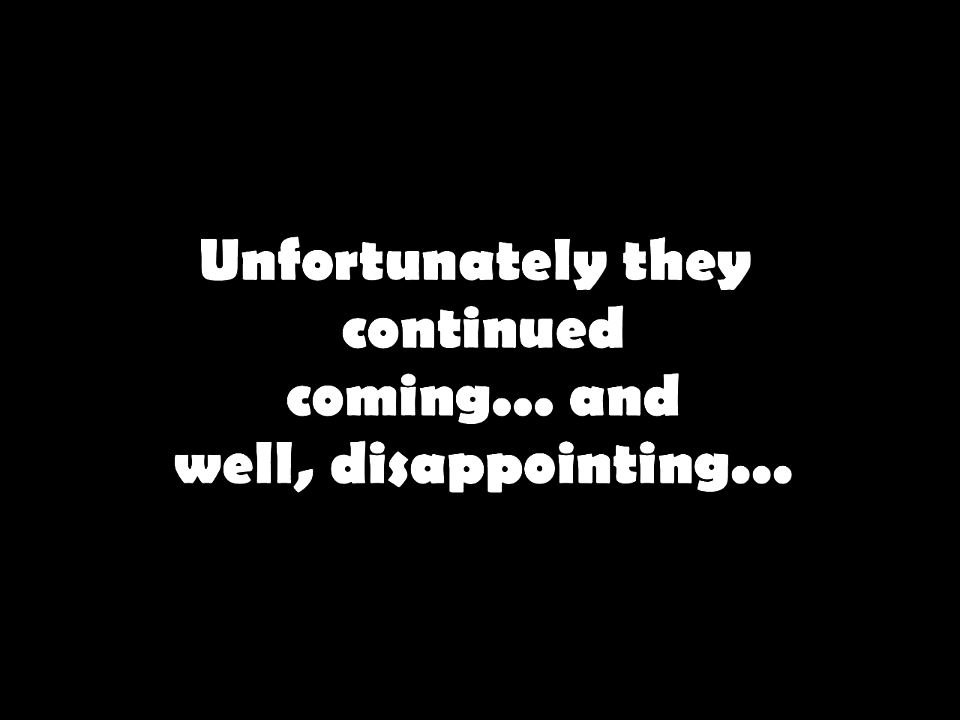 Unfortunately they
continued
coming... and
well, disappointing...